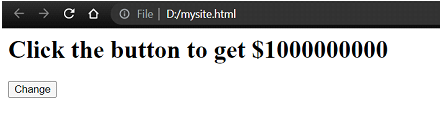 File | D:/mysite.html
Click the button to get $1000000000
Change